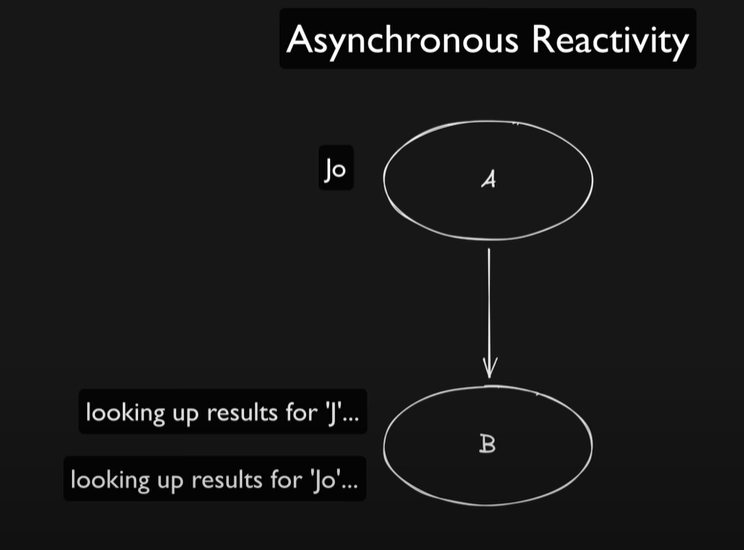 Asynchronous Reactivity
Jo
A
looking up results for 'J'...
B
looking up results for 'Jo'...